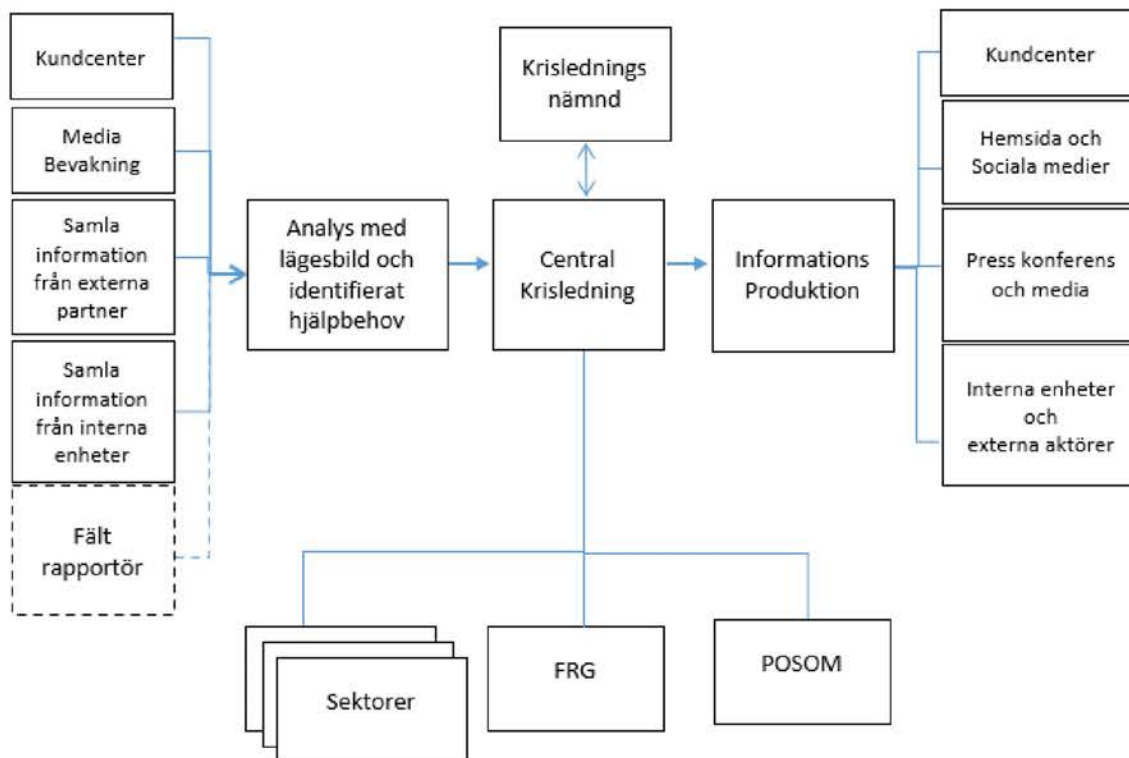 Kundcenter
Media
Bevakning
Samla
information
från externa
partner
Samla
information
från interna
enheter
Fält
rapportör
Analys med
lägesbild och
identifierat
hjälpbehov
Krislednings
nämnd
Central
Krisledning
Informations
Produktion
Kundcenter
Hemsida och
Sociala medier
Press konferens
och media
Interna enheter
och
externa aktörer
Sektorer
FRG
POSOM